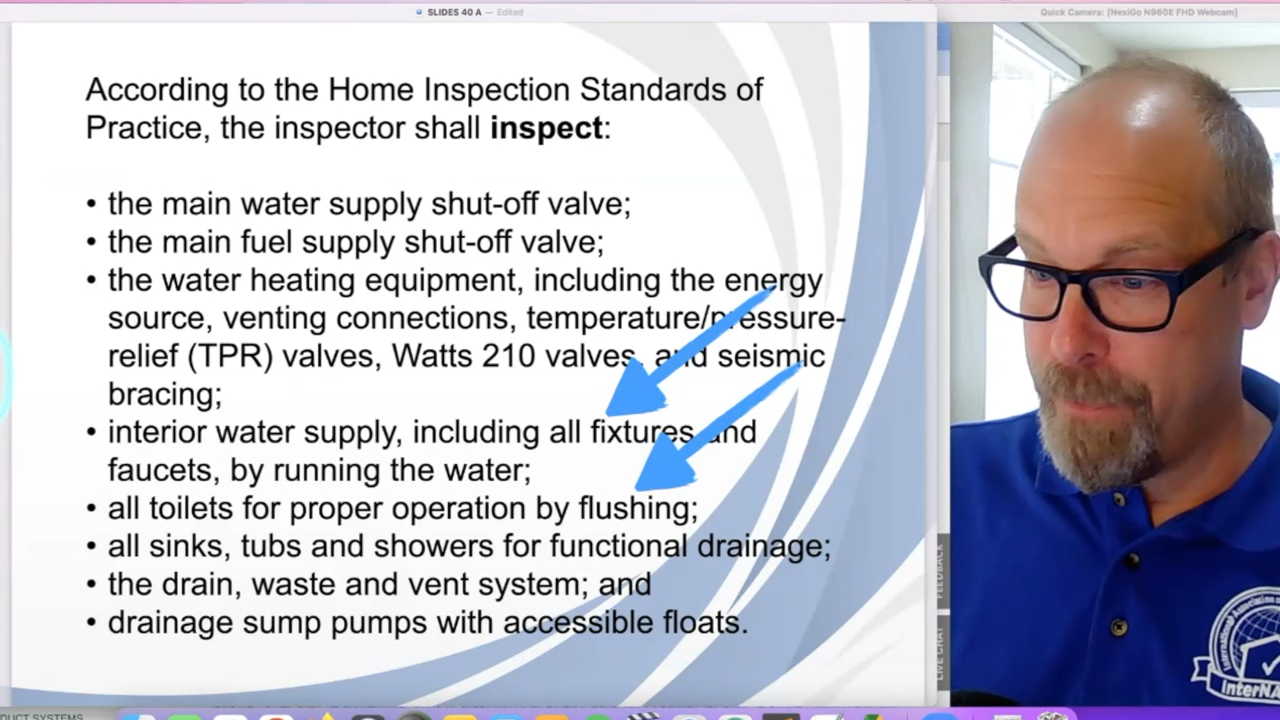 SLIDES 40 A — Edited
Quick Camera: [NexiGo N960E FHD Webcam]
According to the Home Inspection Standards of
Practice, the inspector shall inspect:
• the main water supply shut-off valve;
• the main fuel supply shut-off valve;
• the water heating equipment, including the energy
source, venting connections, temperature/pressure-
relief (TPR) valves, Watts 210 valves, and seismic
bracing;
• interior water supply, including all fixtures and
faucets, by running the water;
• all toilets for proper operation by flushing;
• all sinks, tubs and showers for functional drainage;
• the drain, waste and vent system; and
• drainage sump pumps with accessible floats.
FEEDBACK
LIVE CHAT
International Association
InterNA
DUCT SYSTEMS